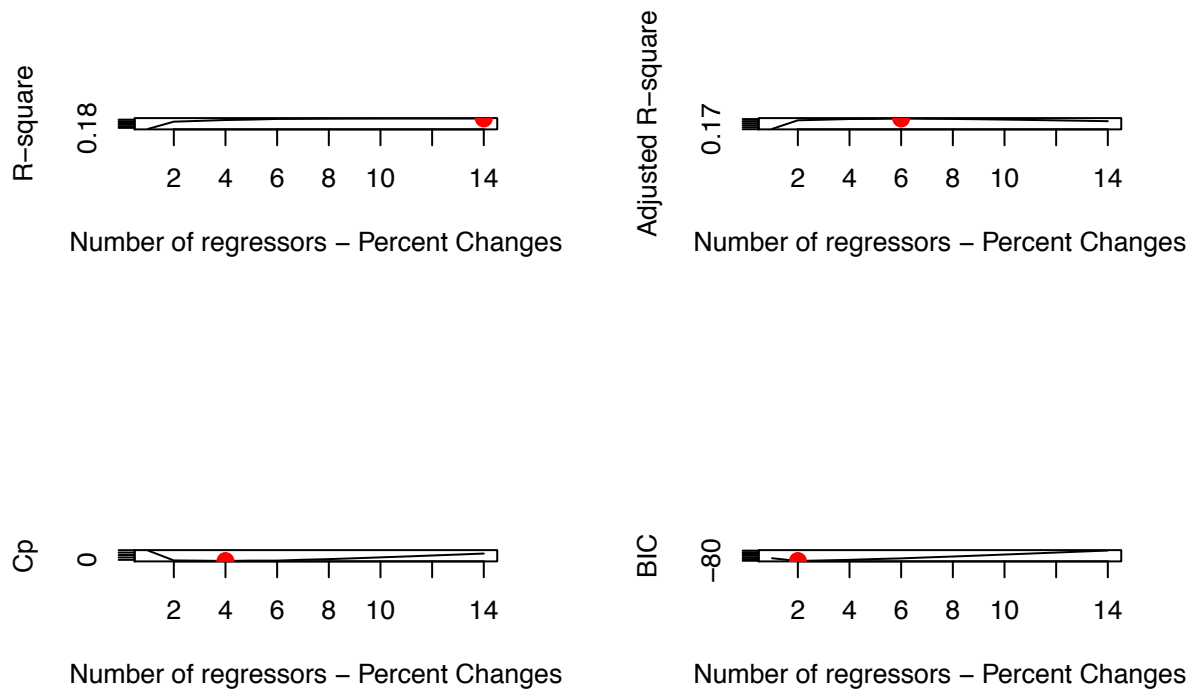 R−square
0.18
2 4 6 8 10 14
Number of regressors − Percent Changes
Adjusted R−square
0.17
2 4 6 8 10 14
Number of regressors − Percent Changes
Cp
0
2 4 6 8 10 14
Number of regressors − Percent Changes
BIC
−80
2 4 6 8 10 14
Number of regressors − Percent Changes